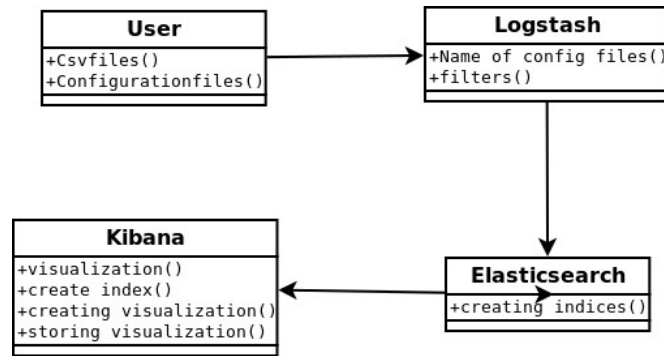 User
+Csvfiles()
+Configurationfiles()
Logstash
+Name of config files()
+filters()
Kibana
+visualization()
+create index()
+creating visualization()
+storing visualization()
Elasticsearch
+creating indices()